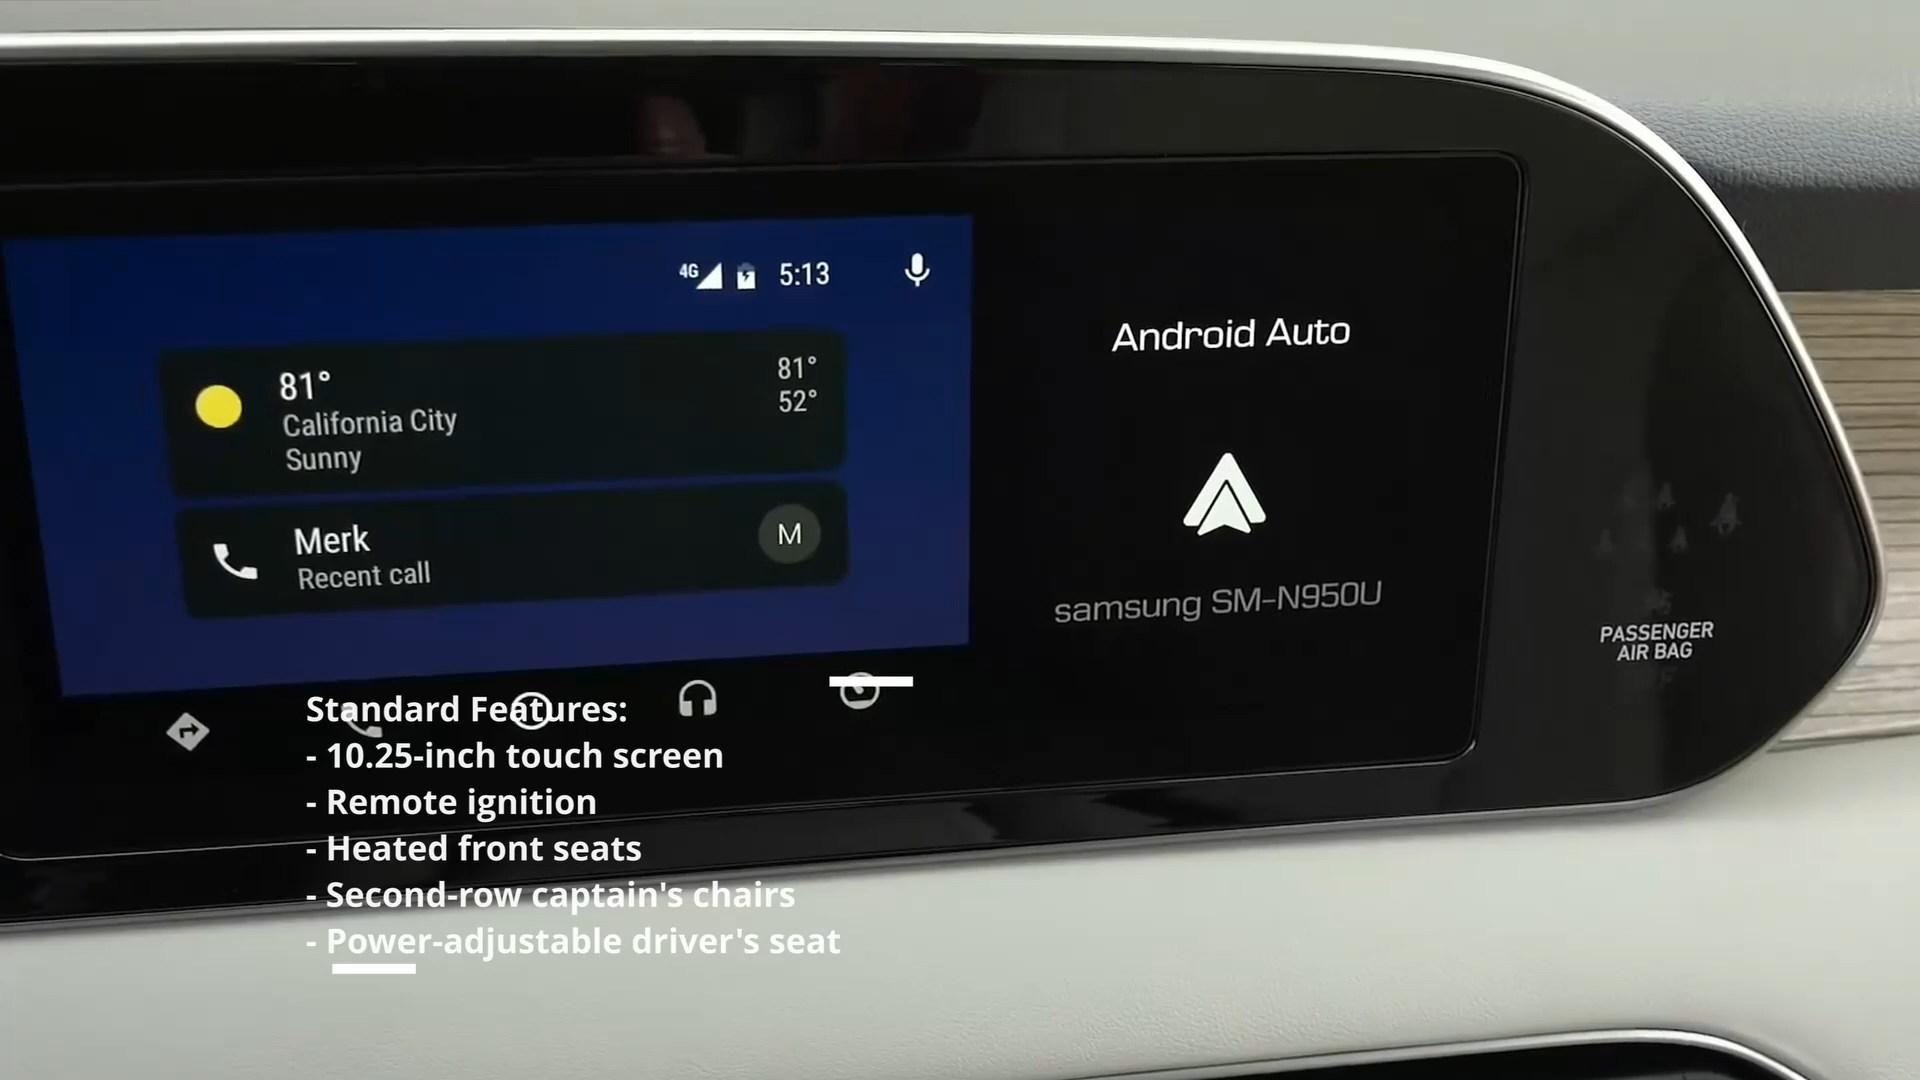 4G 5:13
81° 81°
California City 52°
Sunny
Merk M
Recent call
Android Auto
samsung SM-N950U
PASSENGER
AIR BAG
Standard Features:
- 10.25-inch touch screen
- Remote ignition
- Heated front seats
- Second-row captain's chairs
- Power-adjustable driver's seat